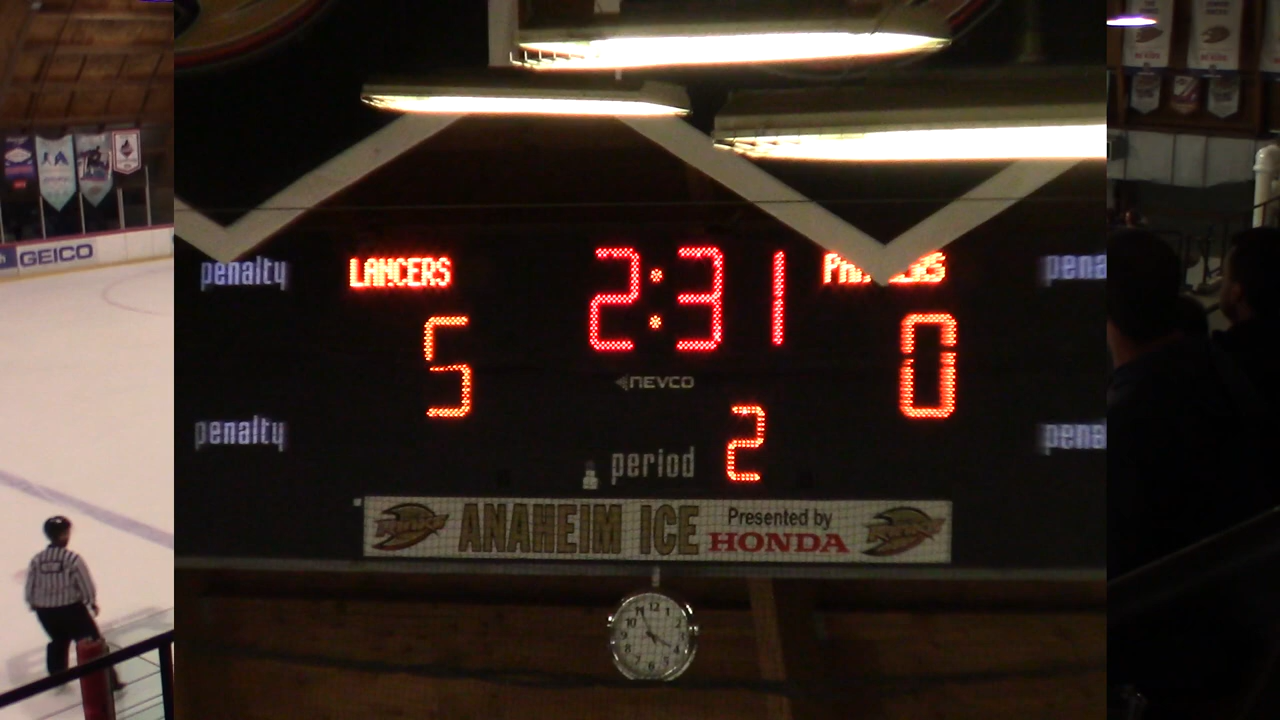 GEICO
penalty
LANCERS
2:31
5
0
NEVCO
penalty
period 2
ANAHEIM ICE Presented by HONDA